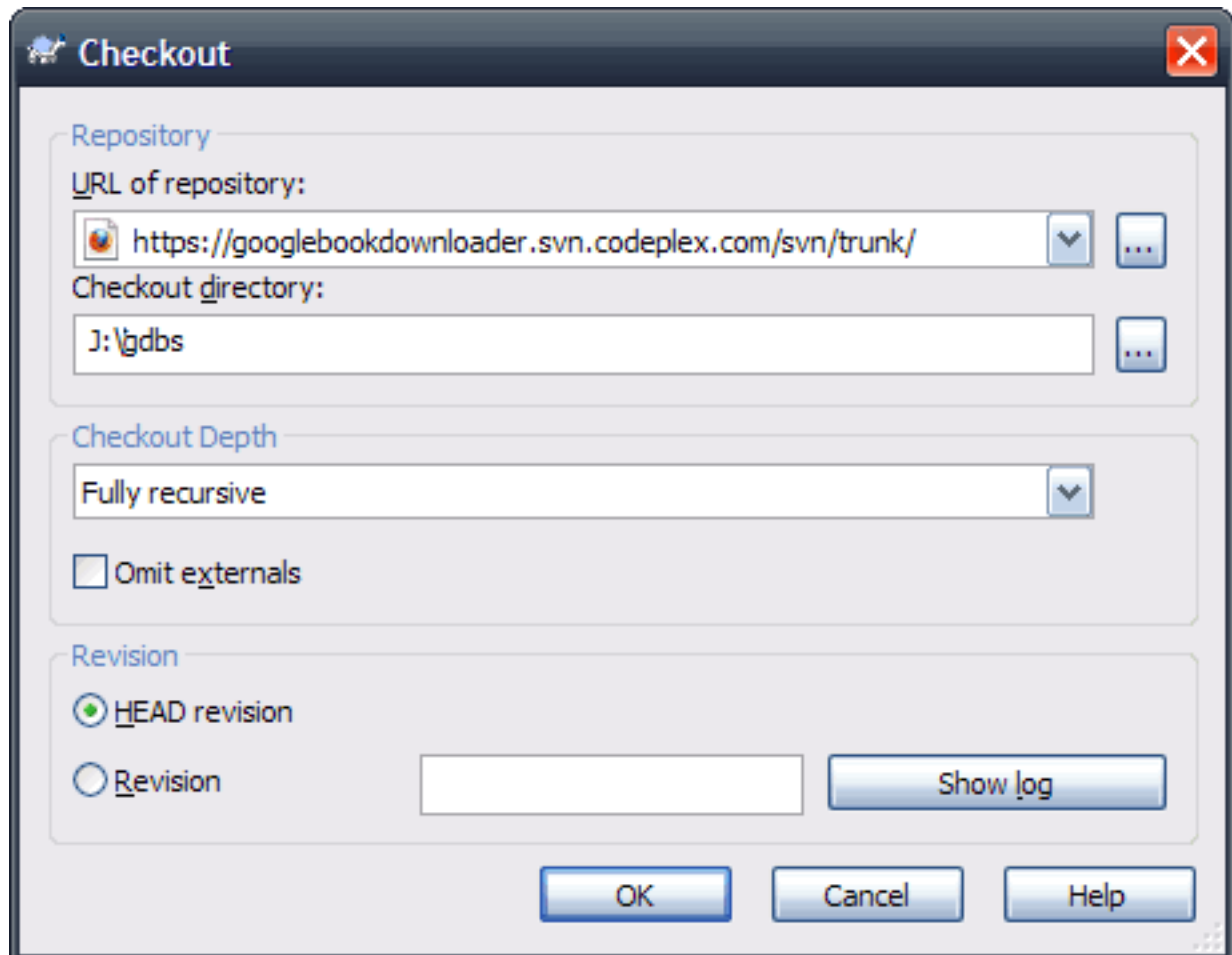 Checkout
Repository
URL of repository:
https://googlebookdownloader.svn.codeplex.com/svn/trunk/
...
Checkout directory:
J:\gdbs
...
Checkout Depth
Fully recursive
Omit externals
Revision
HEAD revision
Revision
Show log
OK Cancel Help